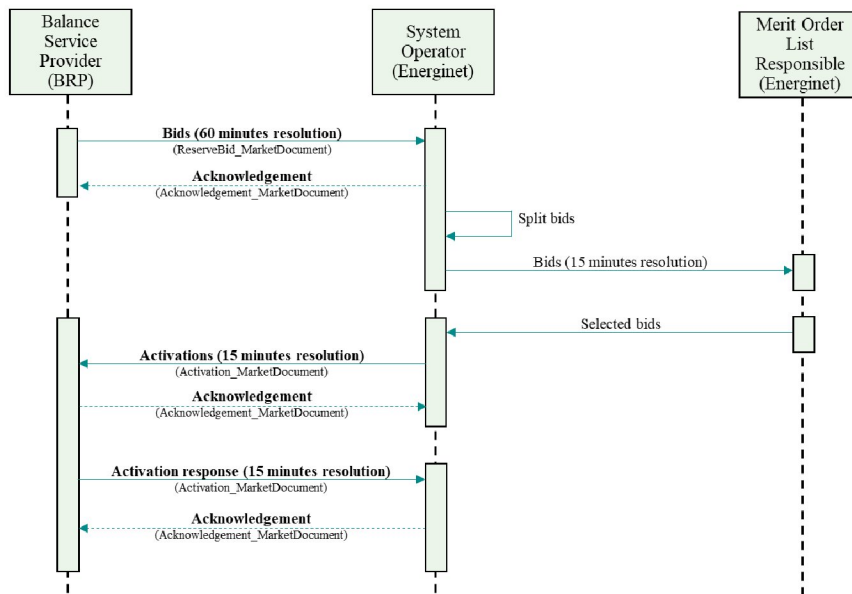 Balance
Service
Provider
(BRP)
System
Operator
(Energinet)
Merit Order
List
Responsible
(Energinet)
Bids (60 minutes resolution)
(ReserveBid_MarketDocument)
Acknowledgement
(Acknowledgement_MarketDocument)
Split bids
Bids (15 minutes resolution)
Selected bids
Activations (15 minutes resolution)
(Activation_MarketDocument)
Acknowledgement
(Acknowledgement_MarketDocument)
Activation response (15 minutes resolution)
(Activation_MarketDocument)
Acknowledgement
(Acknowledgement_MarketDocument)